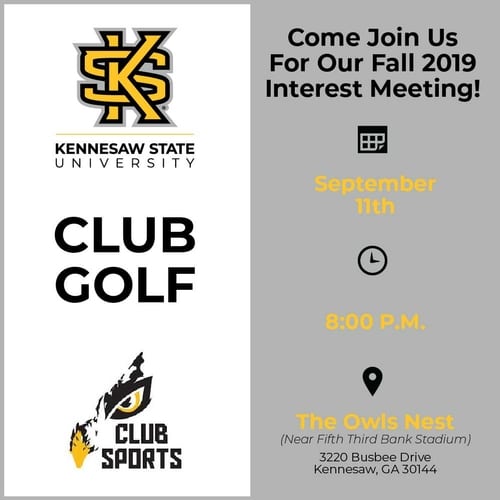 KS
KENNESAW STATE
UNIVERSITY
CLUB
GOLF
CLUB
SPORTS
Come Join Us
For Our Fall 2019
Interest Meeting!
September
11th
8:00 P.M.
The Owls Nest
(Near Fifth Third Bank Stadium)
3220 Busbee Drive
Kennesaw, GA 30144